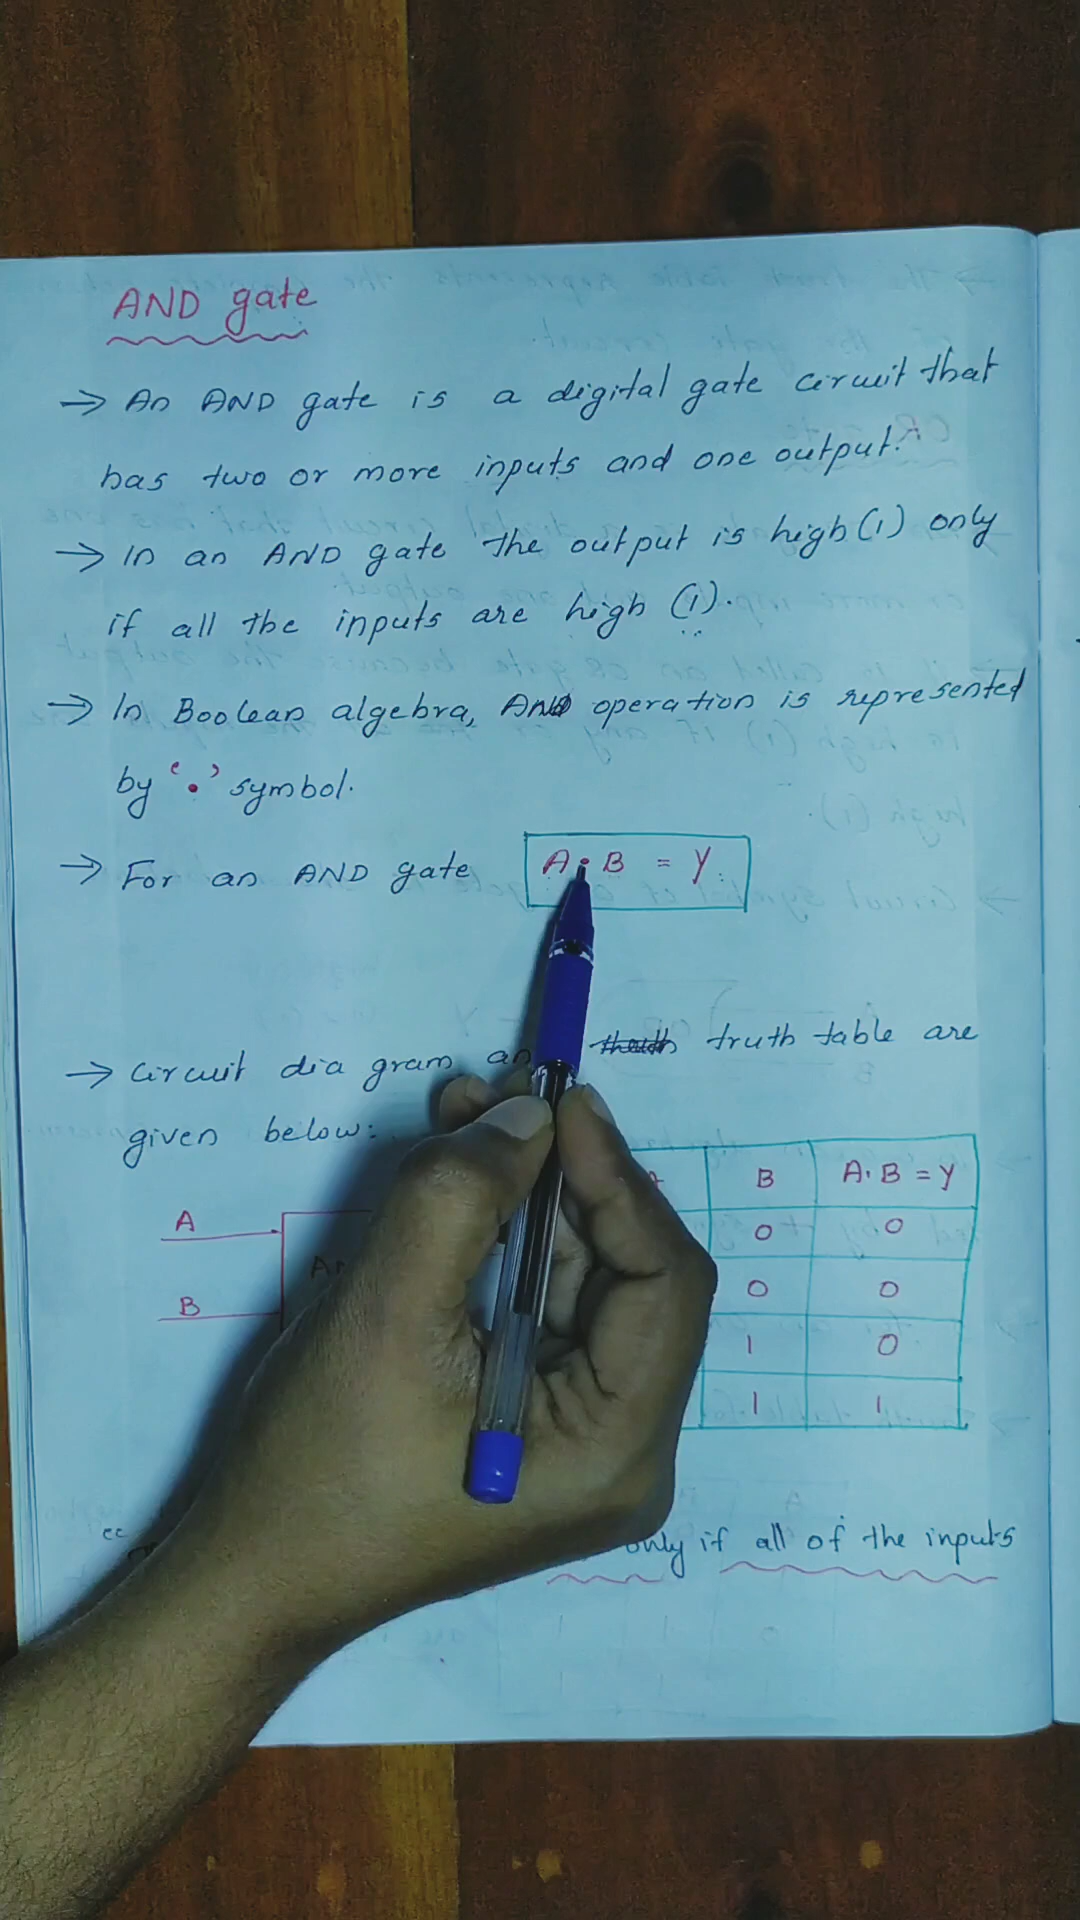 AND gate
→ An AND gate is a digital gate circuit that
has two or more inputs and one output.
→ In an AND gate the output is high (1) only
if all the inputs are high (1).
→ In Boolean algebra, AND operation is represented
by '.' symbol.
→ For an AND gate A . B = Y
→ Circuit dia gram truth table are
given below:
B A. B = Y
A
0 0
B
0 0
1 0
1 1
only if all of the inputs